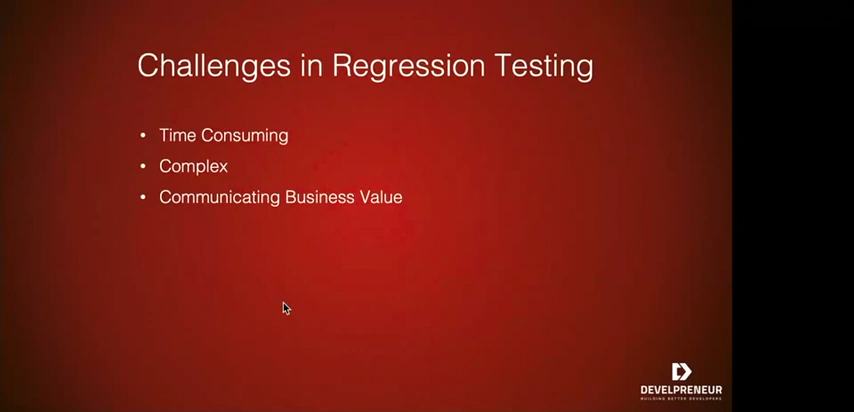 Challenges in Regression Testing
• Time Consuming
• Complex
• Communicating Business Value
DEVELPRENEUR
BUILDING BETTER DEVELOPERS